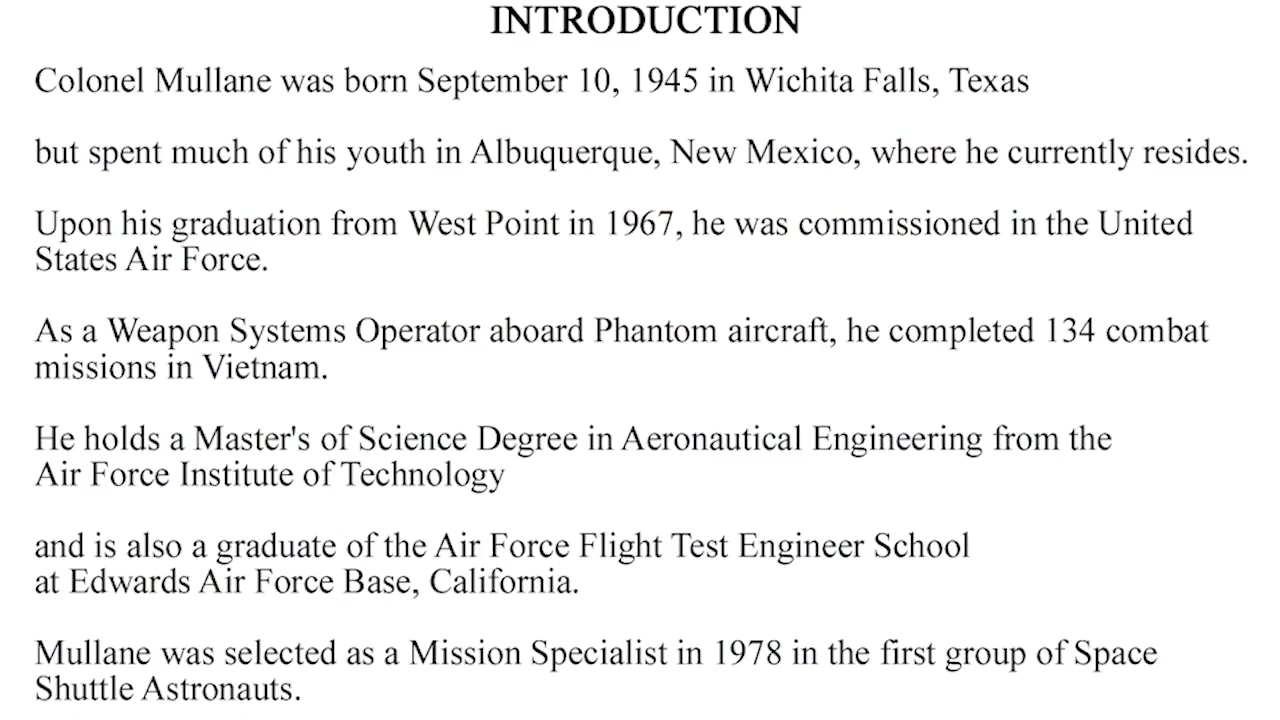 INTRODUCTION
Colonel Mullane was born September 10, 1945 in Wichita Falls, Texas
but spent much of his youth in Albuquerque, New Mexico, where he currently resides.
Upon his graduation from West Point in 1967, he was commissioned in the United
States Air Force.
As a Weapon Systems Operator aboard Phantom aircraft, he completed 134 combat
missions in Vietnam.
He holds a Master's of Science Degree in Aeronautical Engineering from the
Air Force Institute of Technology
and is also a graduate of the Air Force Flight Test Engineer School
at Edwards Air Force Base, California.
Mullane was selected as a Mission Specialist in 1978 in the first group of Space
Shuttle Astronauts.